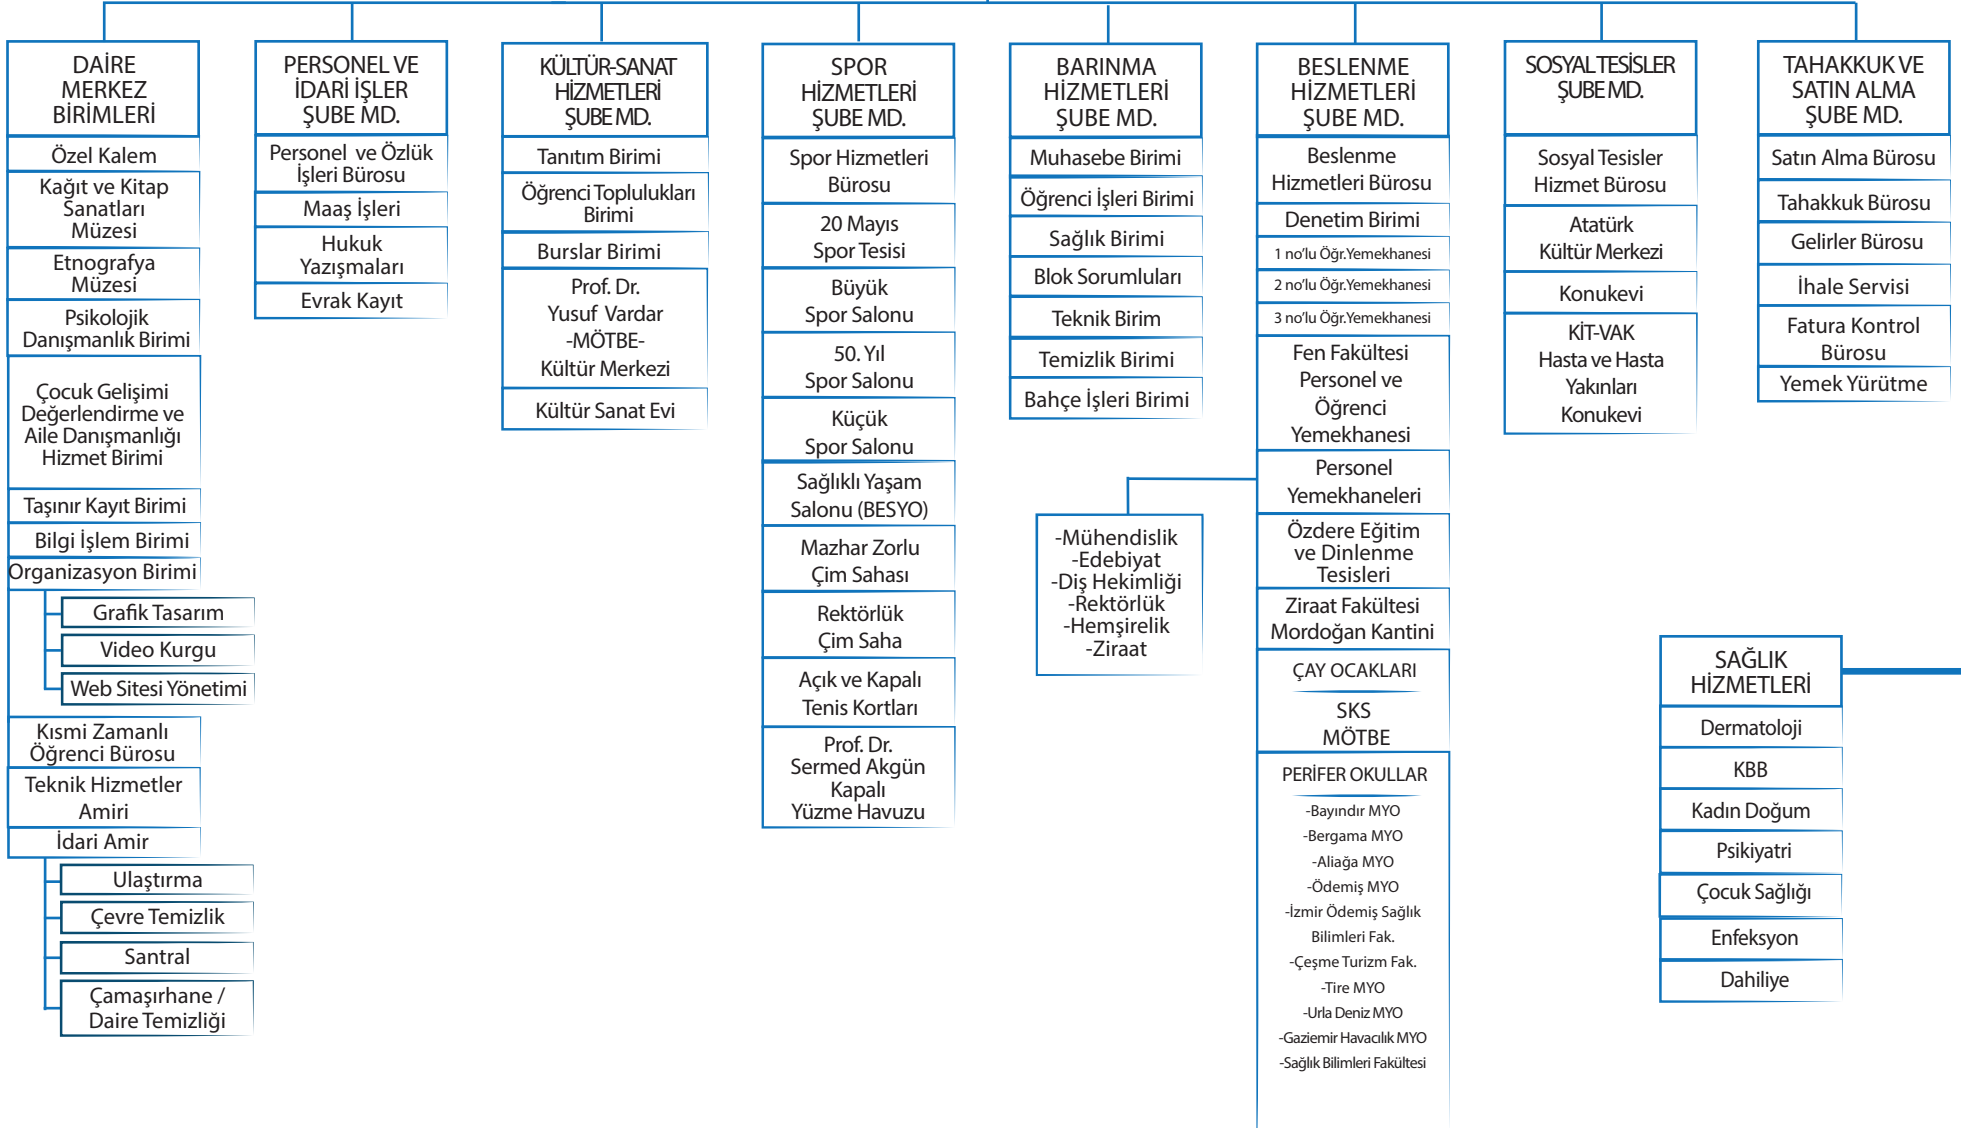 DAİRE
MERKEZ
BİRİMLERİ
Özel Kalem
Kağıt ve Kitap
Sanatları
Müzesi
Etnografya
Müzesi
Psikolojik
Danışmanlık Birimi
Çocuk Gelişimi
Değerlendirme ve
Aile Danışmanlığı
Hizmet Birimi
Taşınır Kayıt Birimi
Bilgi İşlem Birimi
Organizasyon Birimi
Grafik Tasarım
Video Kurgu
Web Sitesi Yönetimi
Kısmi Zamanlı
Öğrenci Bürosu
Teknik Hizmetler
Amiri
İdari Amir
Ulaştırma
Çevre Temizlik
Santral
Çamaşırhane /
Daire Temizliği
PERSONEL VE
İDARİ İŞLER
ŞUBE MD.
Personel ve Özlük
İşleri Bürosu
Maaş İşleri
Hukuk
Yazışmaları
Evrak Kayıt
KÜLTÜR-SANAT
HİZMETLERİ
ŞUBE MD.
Tanıtım Birimi
Öğrenci Toplulukları
Birimi
Burslar Birimi
Prof. Dr.
Yusuf Vardar
-MÖTBE-
Kültür Merkezi
Kültür Sanat Evi
SPOR
HİZMETLERİ
ŞUBE MD.
Spor Hizmetleri
Bürosu
20 Mayıs
Spor Tesisi
Büyük
Spor Salonu
50. Yıl
Spor Salonu
Küçük
Spor Salonu
Sağlıklı Yaşam
Salonu (BESYO)
Mazhar Zorlu
Çim Sahası
Rektörlük
Çim Saha
Açık ve Kapalı
Tenis Kortları
Prof. Dr.
Sermed Akgün
Kapalı
Yüzme Havuzu
BARINMA
HİZMETLERİ
ŞUBE MD.
Muhasebe Birimi
Öğrenci İşleri Birimi
Sağlık Birimi
Blok Sorumluları
Teknik Birim
Temizlik Birimi
Bahçe İşleri Birimi
BESLENME
HİZMETLERİ
ŞUBE MD.
Beslenme
Hizmetleri Bürosu
Denetim Birimi
1 no'lu Öğr.Yemekhanesi
2 no'lu Öğr.Yemekhanesi
3 no'lu Öğr.Yemekhanesi
Fen Fakültesi
Personel ve
Öğrenci
Yemekhanesi
Personel
Yemekhaneleri
-Mühendislik
-Edebiyat
-Diş Hekimliği
-Rektörlük
-Hemşirelik
-Ziraat
Özdere Eğitim
ve Dinlenme
Tesisleri
Ziraat Fakültesi
Mordoğan Kantini
ÇAY OCAKLARI
SKS
MÖTBE
PERİFER OKULLAR
-Bayındır MYO
-Bergama MYO
-Aliağa MYO
-Ödemiş MYO
-İzmir Ödemiş Sağlık
Bilimleri Fak.
-Çeşme Turizm Fak.
-Tire MYO
-Urla Deniz MYO
-Gaziemir Havacılık MYO
-Sağlık Bilimleri Fakültesi
SOSYAL TESİSLER
ŞUBE MD.
Sosyal Tesisler
Hizmet Bürosu
Atatürk
Kültür Merkezi
Konukevi
KİT-VAK
Hasta ve Hasta
Yakınları
Konukevi
TAHAKKUK VE
SATIN ALMA
ŞUBE MD.
Satın Alma Bürosu
Tahakkuk Bürosu
Gelirler Bürosu
İhale Servisi
Fatura Kontrol
Bürosu
Yemek Yürütme
SAĞLIK
HİZMETLERİ
Dermatoloji
KBB
Kadın Doğum
Psikiyatri
Çocuk Sağlığı
Enfeksyon
Dahiliye